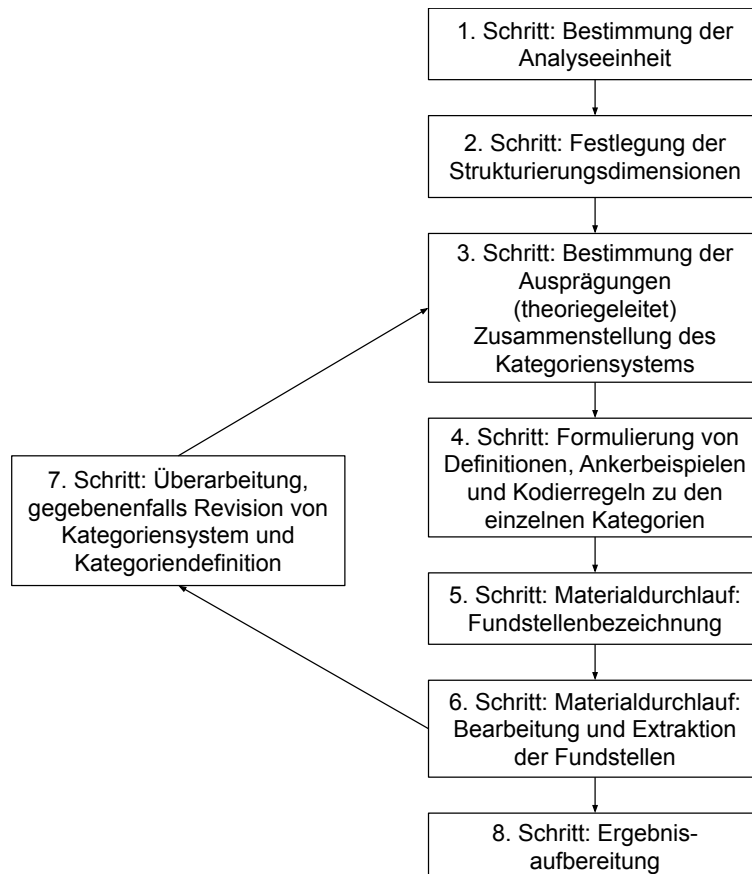 1. Schritt: Bestimmung der
Analyseeinheit
2. Schritt: Festlegung der
Strukturierungsdimensionen
3. Schritt: Bestimmung der
Ausprägungen
(theoriegeleitet)
Zusammenstellung des
Kategoriensystems
4. Schritt: Formulierung von
Definitionen, Ankerbeispielen
und Kodierregeln zu den
einzelnen Kategorien
5. Schritt: Materialdurchlauf:
Fundstellenbezeichnung
6. Schritt: Materialdurchlauf:
Bearbeitung und Extraktion
der Fundstellen
7. Schritt: Überarbeitung,
gegebenenfalls Revision von
Kategoriensystem und
Kategoriendefinition
8. Schritt: Ergebnis-
aufbereitung